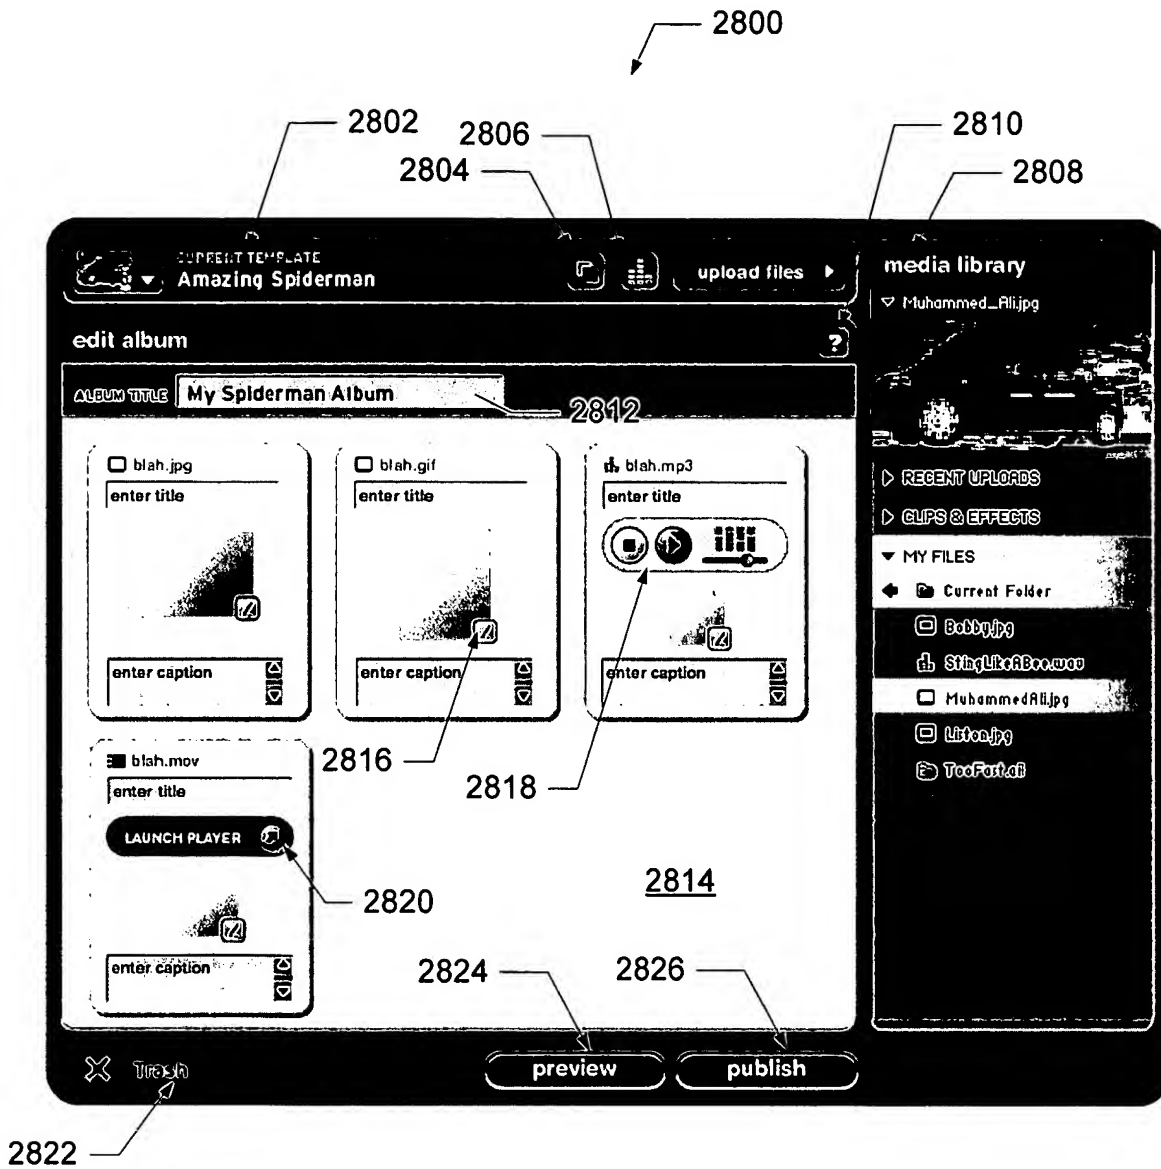 2800
2802
2806
2810
2804
2808
CURRENT TEMPLATE
Amazing Spiderman
upload files
media library
Muhammed_Ali.jpg
edit album
?
ALBUM TITLE
My Spiderman Album
2812
blah.jpg
enter title
enter caption
blah.gif
enter title
enter caption
blah.mp3
enter title
enter caption
RECENT UPLOADS
CLIPS & EFFECTS
MY FILES
Current Folder
Bobby.jpg
StingLikeABee.wav
MuhammedAli.jpg
Liston.jpg
TooFast.aif
2816
2818
blah.mov
enter title
LAUNCH PLAYER
enter caption
2820
2814
2824
2826
Trash
preview
publish
2822